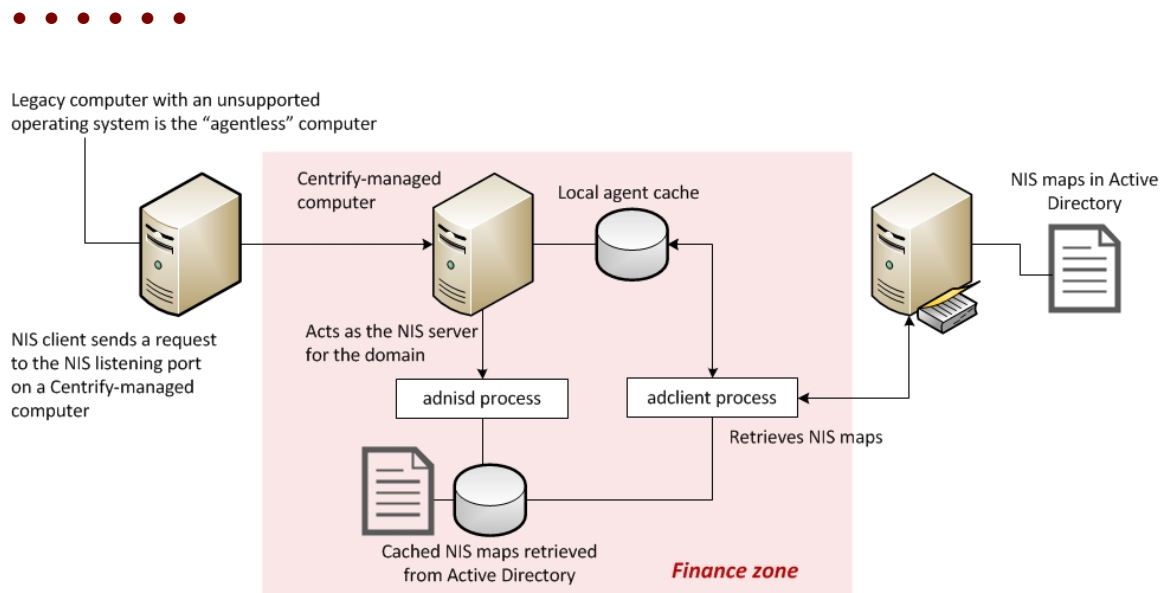 Legacy computer with an unsupported
operating system is the “agentless” computer
Centrify-managed
computer
Local agent cache
NIS maps in Active
Directory
NIS client sends a request
to the NIS listening port
on a Centrify-managed
computer
Acts as the NIS server
for the domain
adnisd process
adclient process
Retrieves NIS maps
Cached NIS maps retrieved
from Active Directory
Finance zone